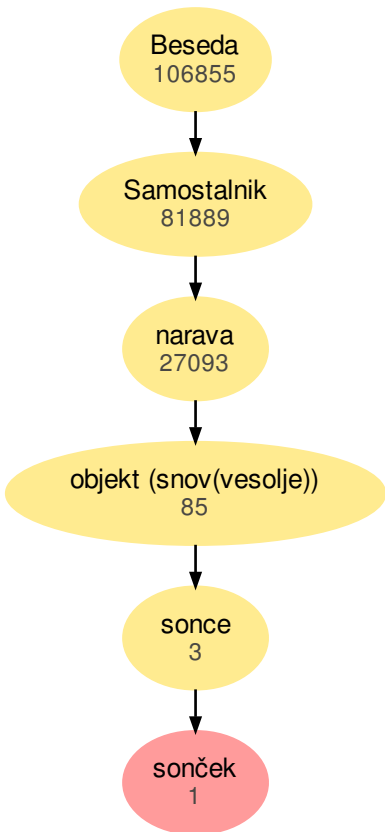 Beseda
106855
Samostalnik
81889
narava
27093
objekt (snov(vesolje))
85
sonce
3
sonček
1